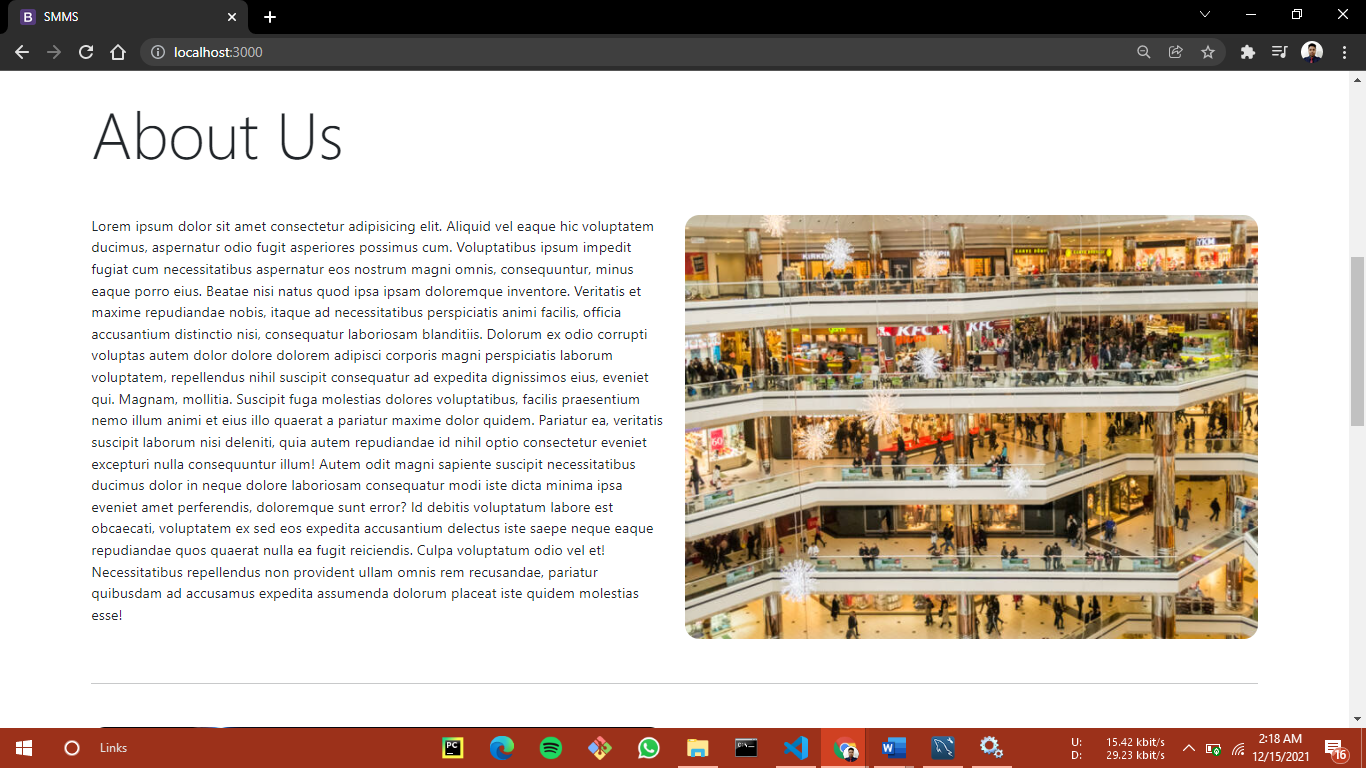 SMMS
localhost:3000
About Us
Lorem ipsum dolor sit amet consectetur adipisicing elit. Aliquid vel eaque hic voluptatem
ducimus, aspernatur odio fugit asperiores possimus cum. Voluptatibus ipsum impedit
fugiat cum necessitatibus aspernatur eos nostrum magni omnis, consequuntur, minus
eaque porro eius. Beatae nisi natus quod ipsa ipsam doloremque inventore. Veritatis et
maxime repudiandae nobis, itaque ad necessitatibus perspiciatis animi facilis, officia
accusantium distinctio nisi, consequatur laboriosam blanditiis. Dolorum ex odio corrupti
voluptas autem dolor dolore dolorem adipisci corporis magni perspiciatis laborum
voluptatem, repellendus nihil suscipit consequatur ad expedita dignissimos eius, eveniet
qui. Magnam, mollitia. Suscipit fuga molestias dolores voluptatibus, facilis praesentium
nemo illum animi et eius illo quaerat a pariatur maxime dolor quidem. Pariatur ea, veritatis
suscipit laborum nisi deleniti, quia autem repudiandae id nihil optio consectetur eveniet
excepturi nulla consequuntur illum! Autem odit magni sapiente suscipit necessitatibus
ducimus dolor in neque dolore laboriosam consequatur modi iste dicta minima ipsa
eveniet amet perferendis, doloremque sunt error? Id debitis voluptatum labore est
obcaecati, voluptatem ex sed eos expedita accusantium delectus iste saepe neque eaque
repudiandae quos quaerat nulla ea fugit reiciendis. Culpa voluptatum odio vel et!
Necessitatibus repellendus non provident ullam omnis rem recusandae, pariatur
quibusdam ad accusamus expedita assumenda dolorum placeat iste quidem molestias
esse!
YKM
KFC KFC
Links
U: 15.42 kbit/s
D: 29.23 kbit/s
2:18 AM
12/15/2021
16